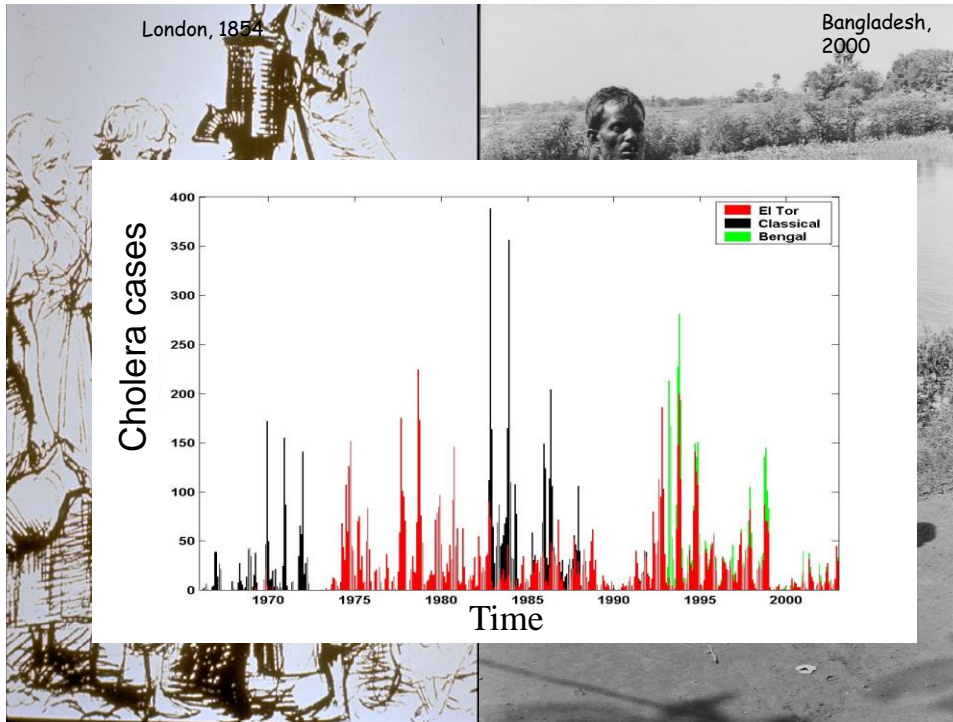 London, 1854
Bangladesh,
2000
Cholera cases
400
350
300
250
200
150
100
50
0
El Tor
Classical
Bengal
1970
1975
1980
1985
1990
1995
2000
Time